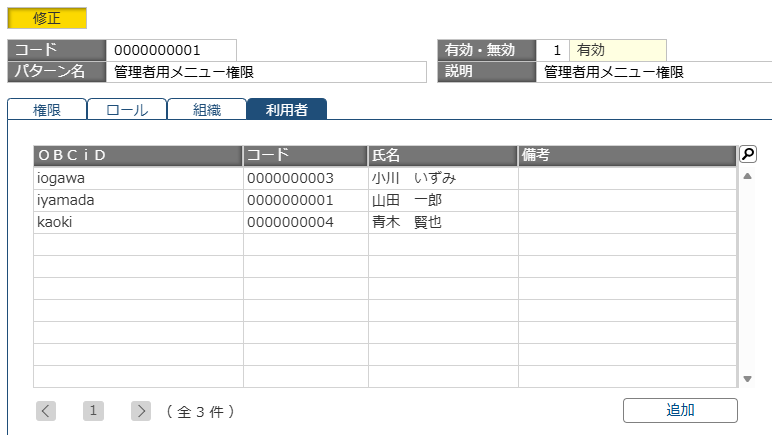 修正
コード 0000000001 有効・無効 1 有効
パターン名 管理者用メニュー権限 説明 管理者用メニュー権限
権限 ロール 組織 利用者
ＯＢＣｉＤ コード 氏名 備考
iogawa 0000000003 小川　いずみ
iyamada 0000000001 山田　一郎
kaoki 0000000004 青木　賢也
1 （ 全 3 件 ） 追加